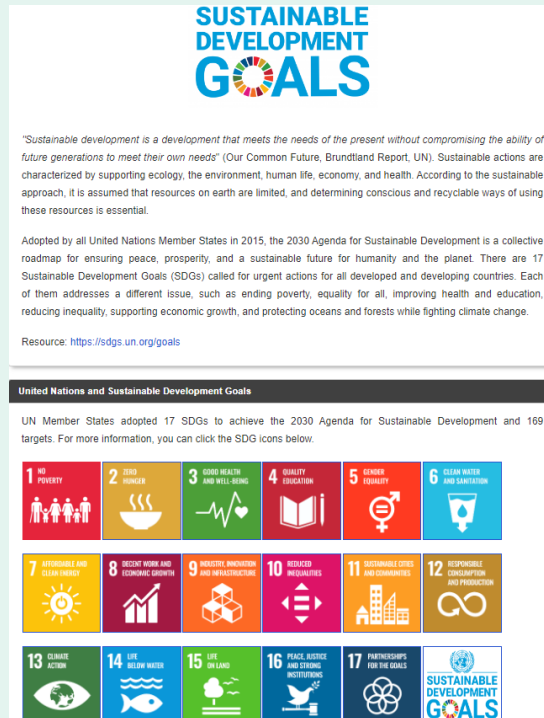 SUSTAINABLE
DEVELOPMENT
GOALS
"Sustainable development is a development that meets the needs of the present without compromising the ability of
future generations to meet their own needs" (Our Common Future, Brundtland Report, UN). Sustainable actions are
characterized by supporting ecology, the environment, human life, economy, and health. According to the sustainable
approach, it is assumed that resources on earth are limited, and determining conscious and recyclable ways of using
these resources is essential.
Adopted by all United Nations Member States in 2015, the 2030 Agenda for Sustainable Development is a collective
roadmap for ensuring peace, prosperity, and a sustainable future for humanity and the planet. There are 17
Sustainable Development Goals (SDGs) called for urgent actions for all developed and developing countries. Each
of them addresses a different issue, such as ending poverty, equality for all, improving health and education,
reducing inequality, supporting economic growth, and protecting oceans and forests while fighting climate change.
Resource: https://sdgs.un.org/goals
United Nations and Sustainable Development Goals
UN Member States adopted 17 SDGs to achieve the 2030 Agenda for Sustainable Development and 169
targets. For more information, you can click the SDG icons below.
1 NO
POVERTY
2 ZERO
HUNGER
3 GOOD HEALTH
AND WELL-BEING
4 QUALITY
EDUCATION
5 GENDER
EQUALITY
6 CLEAN WATER
AND SANITATION
7 AFFORDABLE AND
CLEAN ENERGY
8 DECENT WORK AND
ECONOMIC GROWTH
9 INDUSTRY, INNOVATION
AND INFRASTRUCTURE
10 REDUCED
INEQUALITIES
11 SUSTAINABLE CITIES
AND COMMUNITIES
12 RESPONSIBLE
CONSUMPTION
AND PRODUCTION
13 CLIMATE
ACTION
14 LIFE
BELOW WATER
15 LIFE
ON LAND
16 PEACE, JUSTICE
AND STRONG
INSTITUTIONS
17 PARTNERSHIPS
FOR THE GOALS
SUSTAINABLE
DEVELOPMENT
GOALS